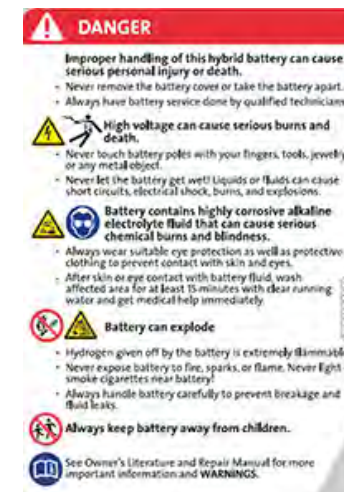 DANGER
Improper handling of this hybrid battery can cause
serious personal injury or death.
- Never remove the battery cover or take the battery apart.
- Always have battery service done by qualified technicians
High voltage can cause serious burns and
death.
- Never touch battery poles with your fingers, tools, jewelry
or any metal object.
- Never let the battery get wet! Liquids or fluids can cause
short circuits, electrical shock, burns, and explosions.
Battery contains highly corrosive alkaline
electrolyte fluid that can cause serious
chemical burns and blindness.
- Always wear suitable eye protection as well as protective
clothing to prevent contact with skin and eyes.
- After skin or eye contact with battery fluid, wash
affected area for at least 15 minutes with clear running
water and get medical help immediately.
Battery can explode
- Hydrogen given off by the battery is extremely flammable
- Never expose battery to fire, sparks, or flame. Never light
smoke cigarettes near battery!
- Always handle battery carefully to prevent breakage and
fluid leaks.
Always keep battery away from children.
See Owner's Literature and Repair Manual for more
important information and WARNINGS.